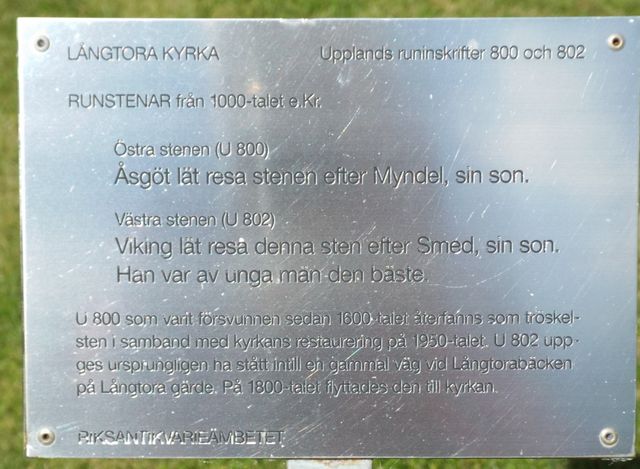 LÅNGTORA KYRKA Upplands runinskrifter 800 och 802
RUNSTENAR från 1000-talet e.Kr.
Östra stenen (U 800)
Åsgöt lät resa stenen efter Myndel, sin son.
Västra stenen (U 802)
Viking lät resa denna sten efter Smed, sin son.
Han var av unga män den bäste.
U 800 som varit försvunnen sedan 1600-talet återfanns som tröskel-
sten i samband med kyrkans restaurering på 1950-talet. U 802 upp-
ges ursprungligen ha stått intill en gammal väg vid Långtorabäcken
på Långtora gärde. På 1800-talet flyttades den till kyrkan.
RIKSANTIKVARIEÄMBETET